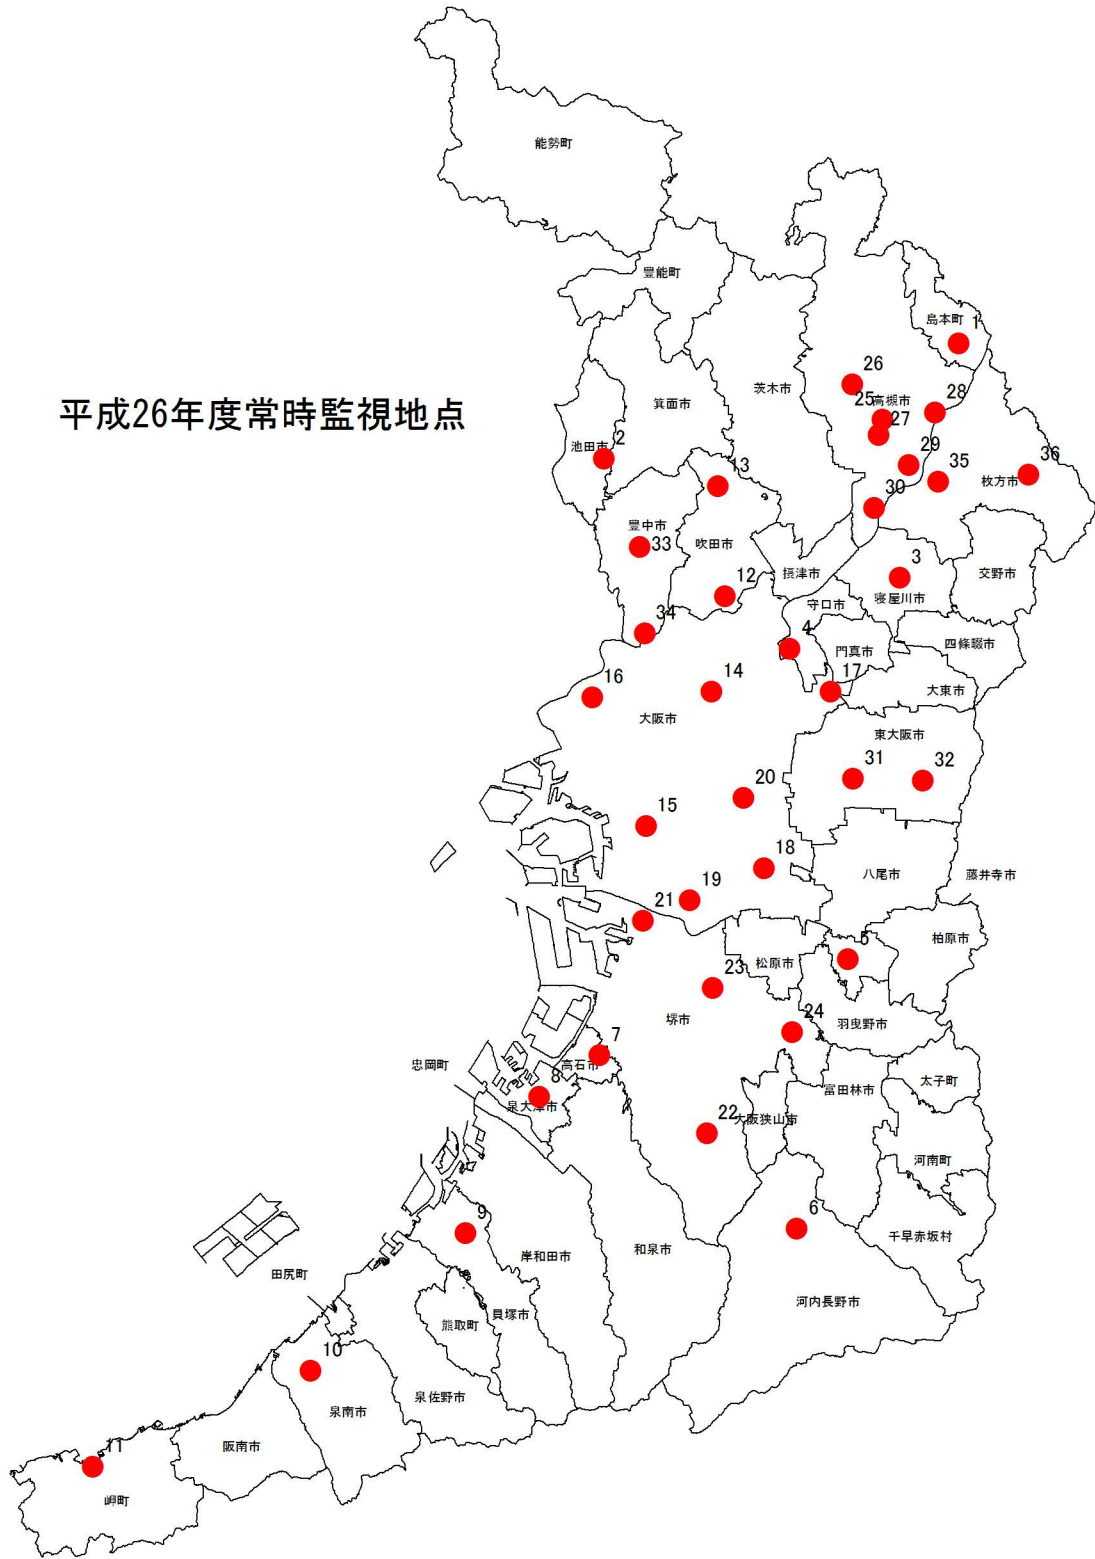 能勢町
豊能町
島本町
1
茨木市
26
28
25
高槻市
箕面市
平成26年度常時監視地点
27
池田市
2
13
29
36
35
枚方市
30
豊中市
33
吹田市
3
摂津市
交野市
12
守口市
寝屋川市
34
4
門真市
四條畷市
16
14
17
大東市
大阪市
東大阪市
31
32
20
15
18
八尾市
藤井寺市
19
21
柏原市
5
松原市
23
堺市
24
羽曳野市
7
忠岡町
高石市
太子町
8
富田林市
泉大津市
22
大阪狭山市
河南町
9
6
千早赤坂村
岸和田市
和泉市
田尻町
河内長野市
貝塚市
熊取町
10
泉佐野市
泉南市
11
阪南市
岬町